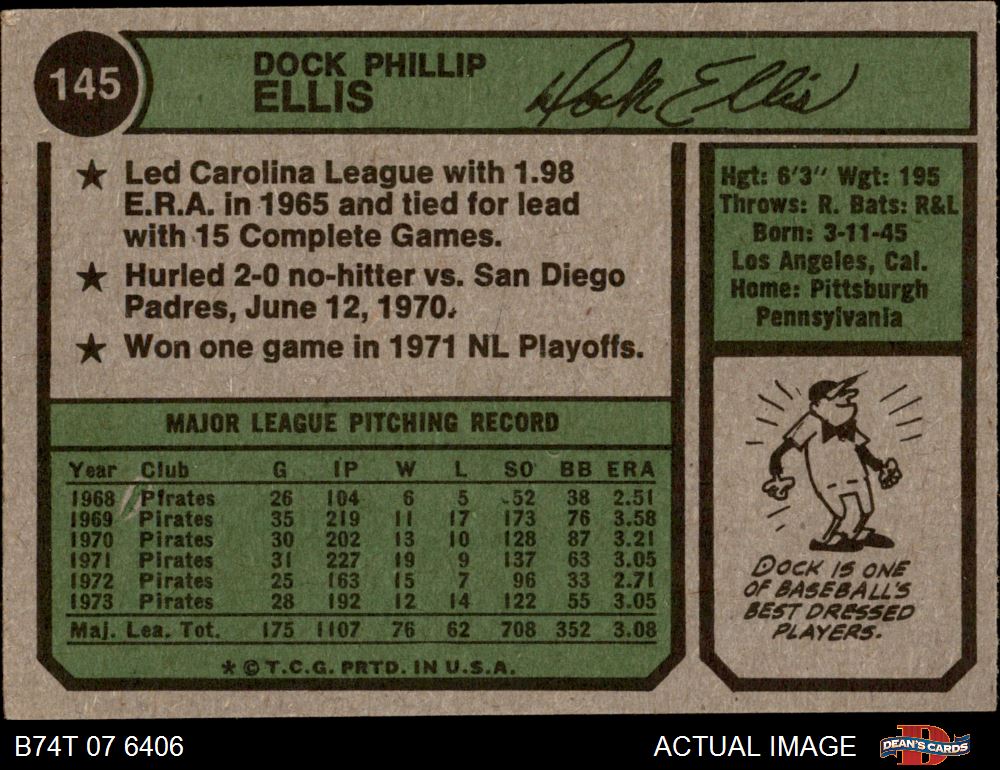 145
DOCK PHILLIP
ELLIS
Dock Ellis
★ Led Carolina League with 1.98
E.R.A. in 1965 and tied for lead
with 15 Complete Games.
★ Hurled 2-0 no-hitter vs. San Diego
Padres, June 12, 1970.
★ Won one game in 1971 NL Playoffs.
Hgt: 6'3" Wgt: 195
Throws: R. Bats: R&L
Born: 3-11-45
Los Angeles, Cal.
Home: Pittsburgh
Pennsylvania
MAJOR LEAGUE PITCHING RECORD
Year Club G IP W L SO BB ERA
1968 Pirates 26 104 6 5 52 38 2.51
1969 Pirates 35 219 11 17 173 76 3.58
1970 Pirates 30 202 13 10 128 87 3.21
1971 Pirates 31 227 19 9 137 63 3.05
1972 Pirates 25 163 15 7 96 33 2.71
1973 Pirates 28 192 12 14 122 55 3.05
Maj. Lea. Tot. 175 1107 76 62 708 352 3.08
* © T.C.G. PRTD. IN U.S.A.
DOCK IS ONE
OF BASEBALL'S
BEST DRESSED
PLAYERS.
B74T 07 6406
ACTUAL IMAGE
D
DEAN'S CARDS